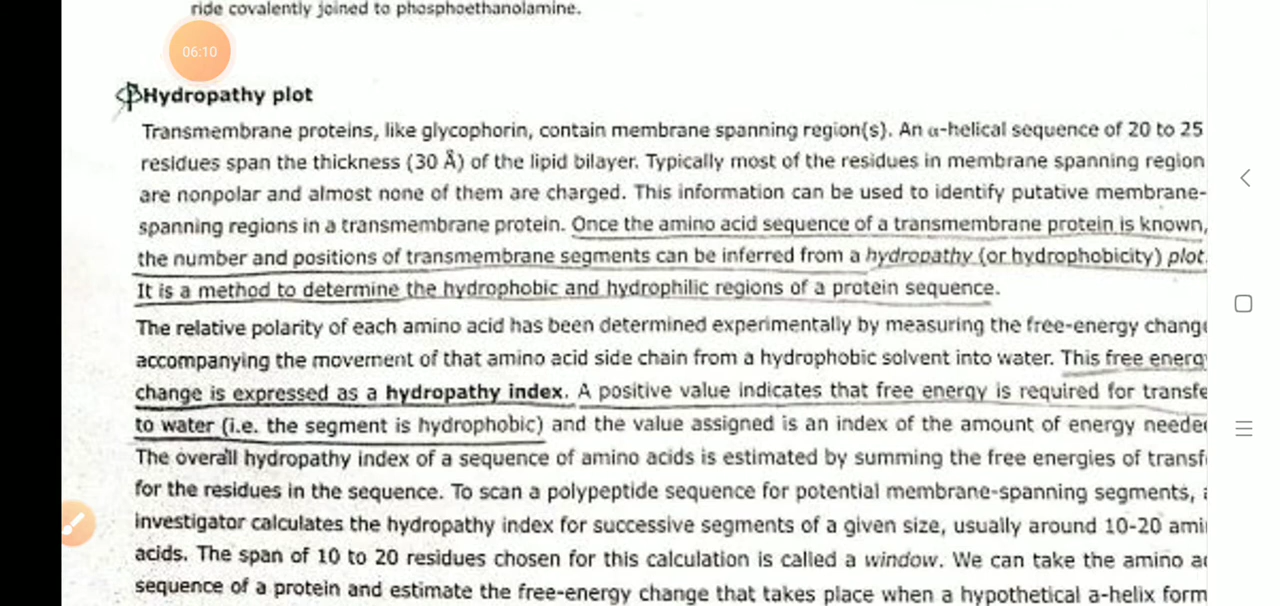 ride covalently joined to phosphoethanolamine.
06:10
Hydropathy plot
Transmembrane proteins, like glycophorin, contain membrane spanning region(s). An α-helical sequence of 20 to 25
residues span the thickness (30 Å) of the lipid bilayer. Typically most of the residues in membrane spanning region
are nonpolar and almost none of them are charged. This information can be used to identify putative membrane-
spanning regions in a transmembrane protein. Once the amino acid sequence of a transmembrane protein is known,
the number and positions of transmembrane segments can be inferred from a hydropathy (or hydrophobicity) plot.
It is a method to determine the hydrophobic and hydrophilic regions of a protein sequence.
The relative polarity of each amino acid has been determined experimentally by measuring the free-energy change
accompanying the movement of that amino acid side chain from a hydrophobic solvent into water. This free energ
change is expressed as a hydropathy index. A positive value indicates that free energy is required for transfe
to water (i.e. the segment is hydrophobic) and the value assigned is an index of the amount of energy neede
The overall hydropathy index of a sequence of amino acids is estimated by summing the free energies of transf
for the residues in the sequence. To scan a polypeptide sequence for potential membrane-spanning segments,
investigator calculates the hydropathy index for successive segments of a given size, usually around 10-20 ami
acids. The span of 10 to 20 residues chosen for this calculation is called a window. We can take the amino a
sequence of a protein and estimate the free-energy change that takes place when a hypothetical a-helix form